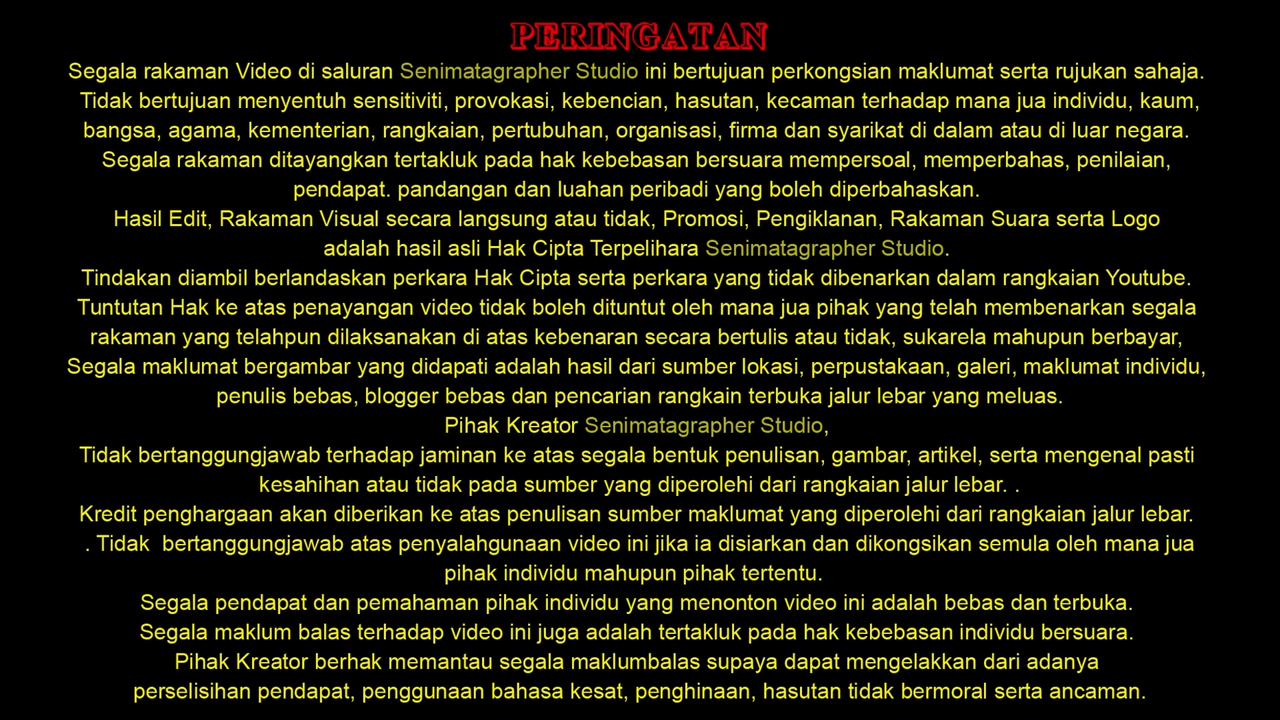 PERINGATAN
Segala rakaman Video di saluran Senimatagrapher Studio ini bertujuan perkongsian maklumat serta rujukan sahaja.
Tidak bertujuan menyentuh sensitiviti, provokasi, kebencian, hasutan, kecaman terhadap mana jua individu, kaum,
bangsa, agama, kementerian, rangkaian, pertubuhan, organisasi, firma dan syarikat di dalam atau di luar negara.
Segala rakaman ditayangkan tertakluk pada hak kebebasan bersuara mempersoal, memperbahas, penilaian,
pendapat. pandangan dan luahan peribadi yang boleh diperbahaskan.
Hasil Edit, Rakaman Visual secara langsung atau tidak, Promosi, Pengiklanan, Rakaman Suara serta Logo
adalah hasil asli Hak Cipta Terpelihara Senimatagrapher Studio.
Tindakan diambil berlandaskan perkara Hak Cipta serta perkara yang tidak dibenarkan dalam rangkaian Youtube.
Tuntutan Hak ke atas penayangan video tidak boleh dituntut oleh mana jua pihak yang telah membenarkan segala
rakaman yang telahpun dilaksanakan di atas kebenaran secara bertulis atau tidak, sukarela mahupun berbayar,
Segala maklumat bergambar yang didapati adalah hasil dari sumber lokasi, perpustakaan, galeri, maklumat individu,
penulis bebas, blogger bebas dan pencarian rangkain terbuka jalur lebar yang meluas.
Pihak Kreator Senimatagrapher Studio,
Tidak bertanggungjawab terhadap jaminan ke atas segala bentuk penulisan, gambar, artikel, serta mengenal pasti
kesahihan atau tidak pada sumber yang diperolehi dari rangkaian jalur lebar. .
Kredit penghargaan akan diberikan ke atas penulisan sumber maklumat yang diperolehi dari rangkaian jalur lebar.
. Tidak  bertanggungjawab atas penyalahgunaan video ini jika ia disiarkan dan dikongsikan semula oleh mana jua
pihak individu mahupun pihak tertentu.
Segala pendapat dan pemahaman pihak individu yang menonton video ini adalah bebas dan terbuka.
Segala maklum balas terhadap video ini juga adalah tertakluk pada hak kebebasan individu bersuara.
Pihak Kreator berhak memantau segala maklumbalas supaya dapat mengelakkan dari adanya
perselisihan pendapat, penggunaan bahasa kesat, penghinaan, hasutan tidak bermoral serta ancaman.